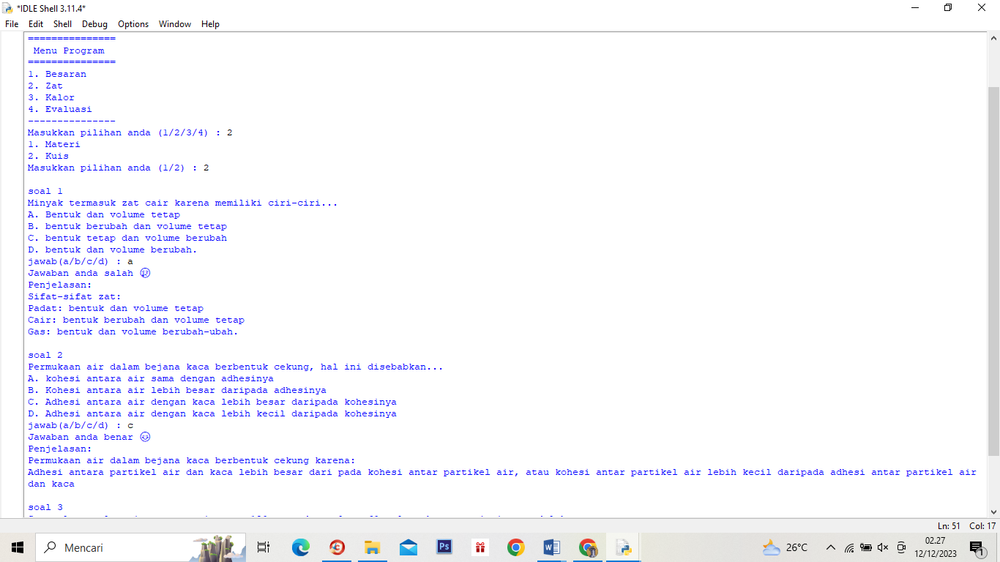 *IDLE Shell 3.11.4*
File Edit Shell Debug Options Window Help
===============
Menu Program
===============
1. Besaran
2. Zat
3. Kalor
4. Evaluasi
---------------
Masukkan pilihan anda (1/2/3/4) : 2
1. Materi
2. Kuis
Masukkan pilihan anda (1/2) : 2
soal 1
Minyak termasuk zat cair karena memiliki ciri-ciri...
A. Bentuk dan volume tetap
B. bentuk berubah dan volume tetap
C. bentuk tetap dan volume berubah
D. bentuk dan volume berubah.
jawab(a/b/c/d) : a
Jawaban anda salah 😢
Penjelasan:
Sifat-sifat zat:
Padat: bentuk dan volume tetap
Cair: bentuk berubah dan volume tetap
Gas: bentuk dan volume berubah-ubah.
soal 2
Permukaan air dalam bejana kaca berbentuk cekung, hal ini disebabkan...
A. kohesi antara air sama dengan adhesinya
B. Kohesi antara air lebih besar daripada adhesinya
C. Adhesi antara air dengan kaca lebih besar daripada kohesinya
D. Adhesi antara air dengan kaca lebih kecil daripada kohesinya
jawab(a/b/c/d) : c
Jawaban anda benar 😊
Penjelasan:
Permukaan air dalam bejana kaca berbentuk cekung karena:
Adhesi antara partikel air dan kaca lebih besar dari pada kohesi antar partikel air, atau kohesi antar partikel air lebih kecil daripada adhesi antar partikel air
dan kaca
soal 3
Ln: 51 Col: 17
Mencari
Ps
W
26°C
02.27
12/12/2023
1